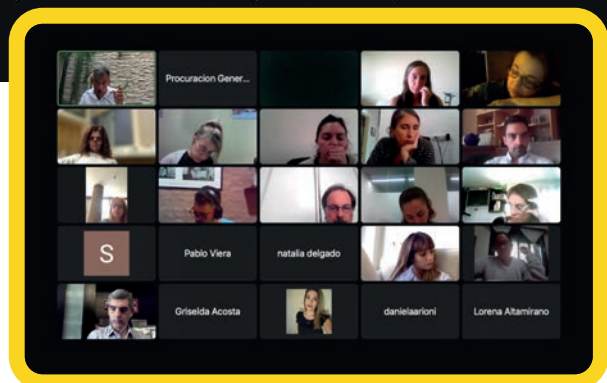 Procuracion Gener...
S
Pablo Viera
natalia delgado
Griselda Acosta
danielaarioni
Lorena Altamirano